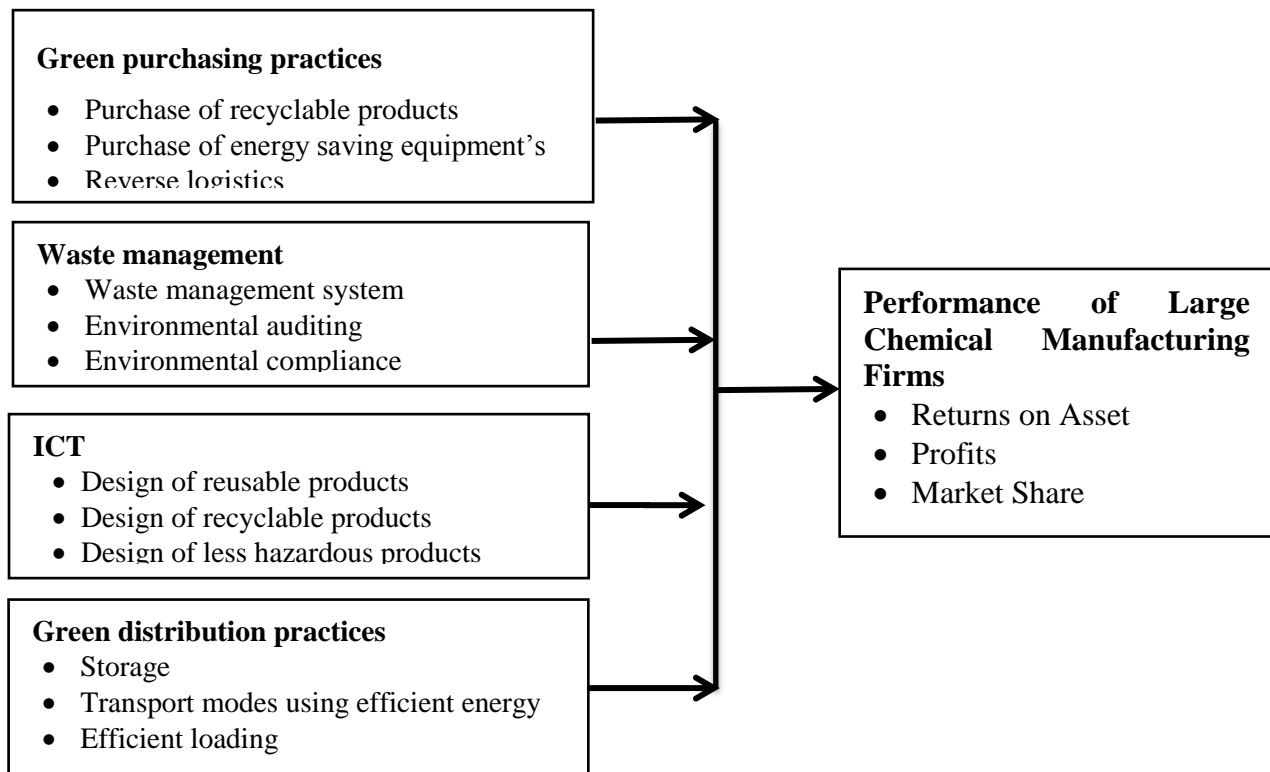 Green purchasing practices
• Purchase of recyclable products
• Purchase of energy saving equipment’s
• Reverse logistics
Waste management
• Waste management system
• Environmental auditing
• Environmental compliance
ICT
• Design of reusable products
• Design of recyclable products
• Design of less hazardous products
Green distribution practices
• Storage
• Transport modes using efficient energy
• Efficient loading
Performance of Large
Chemical Manufacturing
Firms
• Returns on Asset
• Profits
• Market Share